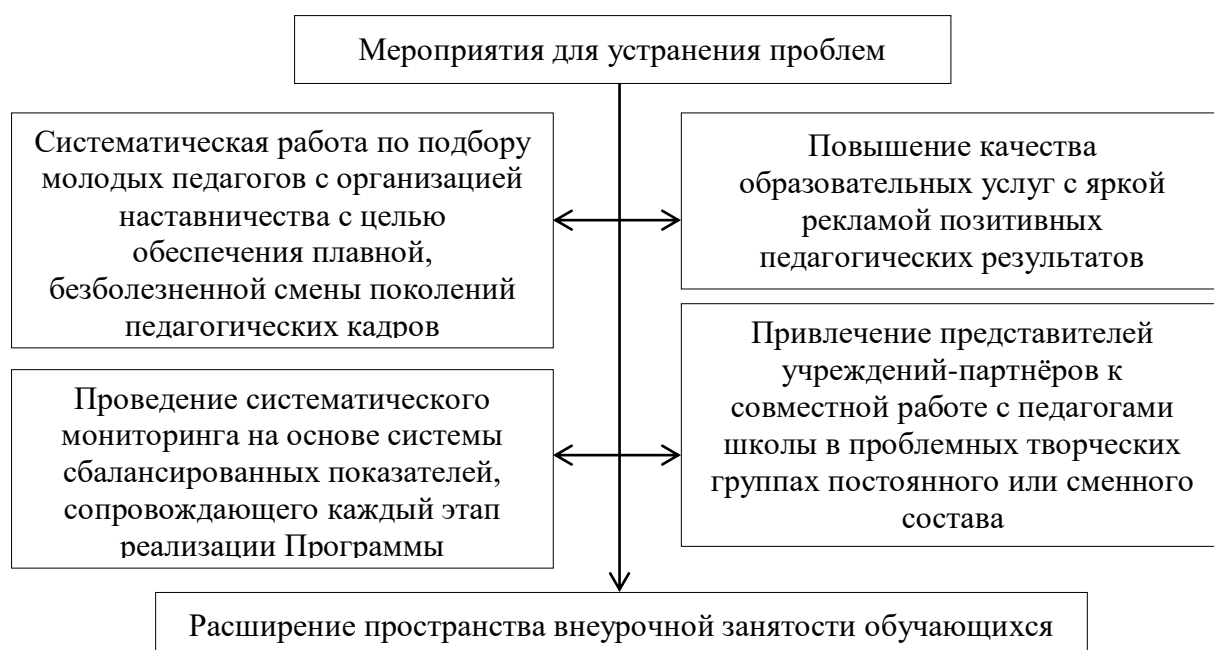 Мероприятия для устранения проблем
Систематическая работа по подбору
молодых педагогов с организацией
наставничества с целью
обеспечения плавной,
безболезненной смены поколений
педагогических кадров
Повышение качества
образовательных услуг с яркой
рекламой позитивных
педагогических результатов
Проведение систематического
мониторинга на основе системы
сбалансированных показателей,
сопровождающего каждый этап
реализации Программы
Привлечение представителей
учреждений-партнёров к
совместной работе с педагогами
школы в проблемных творческих
группах постоянного или сменного
состава
Расширение пространства внеурочной занятости обучающихся